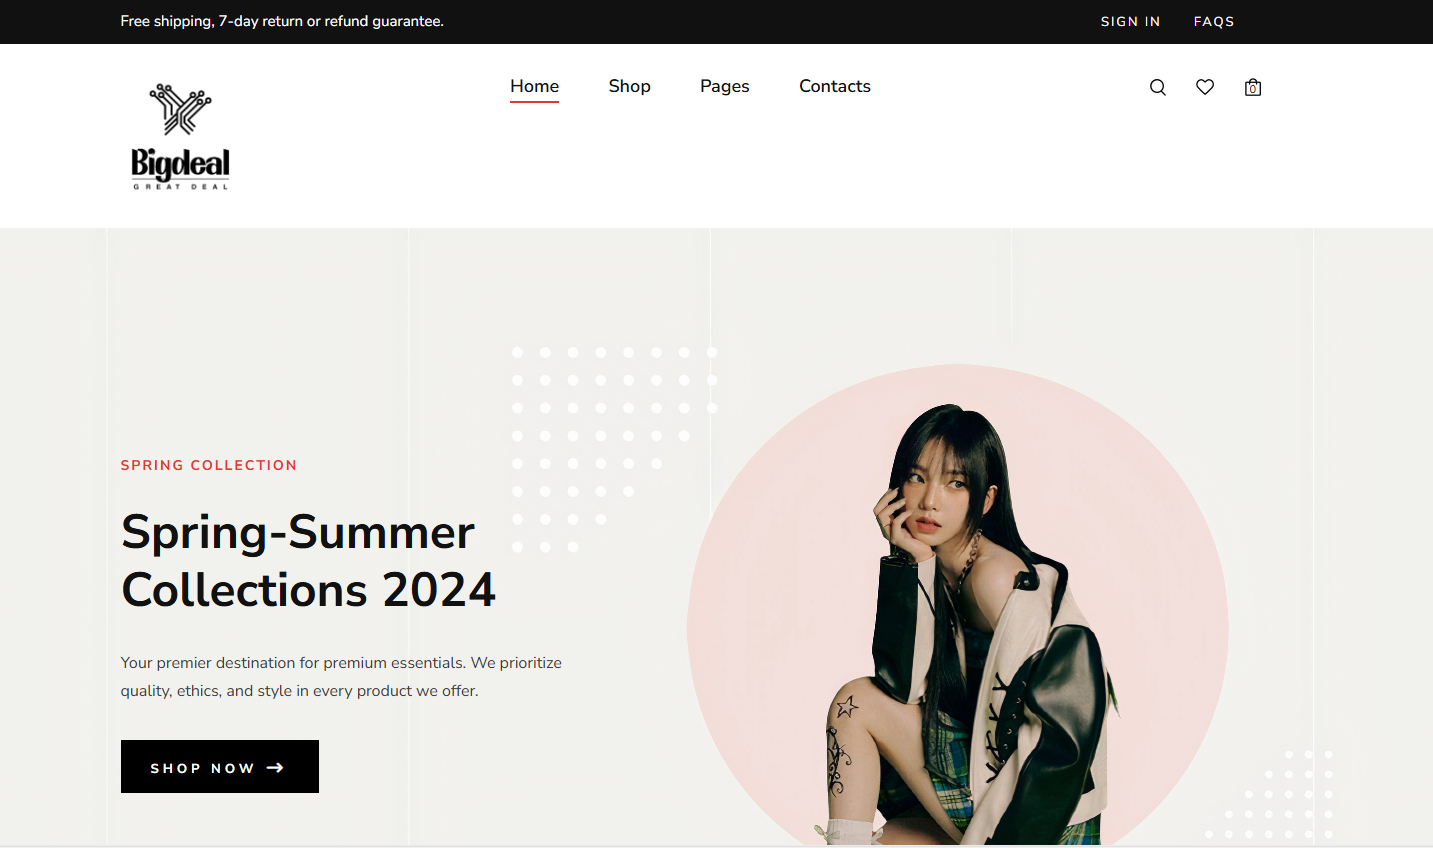 Free shipping, 7-day return or refund guarantee.
SIGN IN FAQS
Home Shop Pages Contacts
0
Bigdeal
GREAT DEAL
SPRING COLLECTION
Spring-Summer
Collections 2024
Your premier destination for premium essentials. We prioritize
quality, ethics, and style in every product we offer.
SHOP NOW →